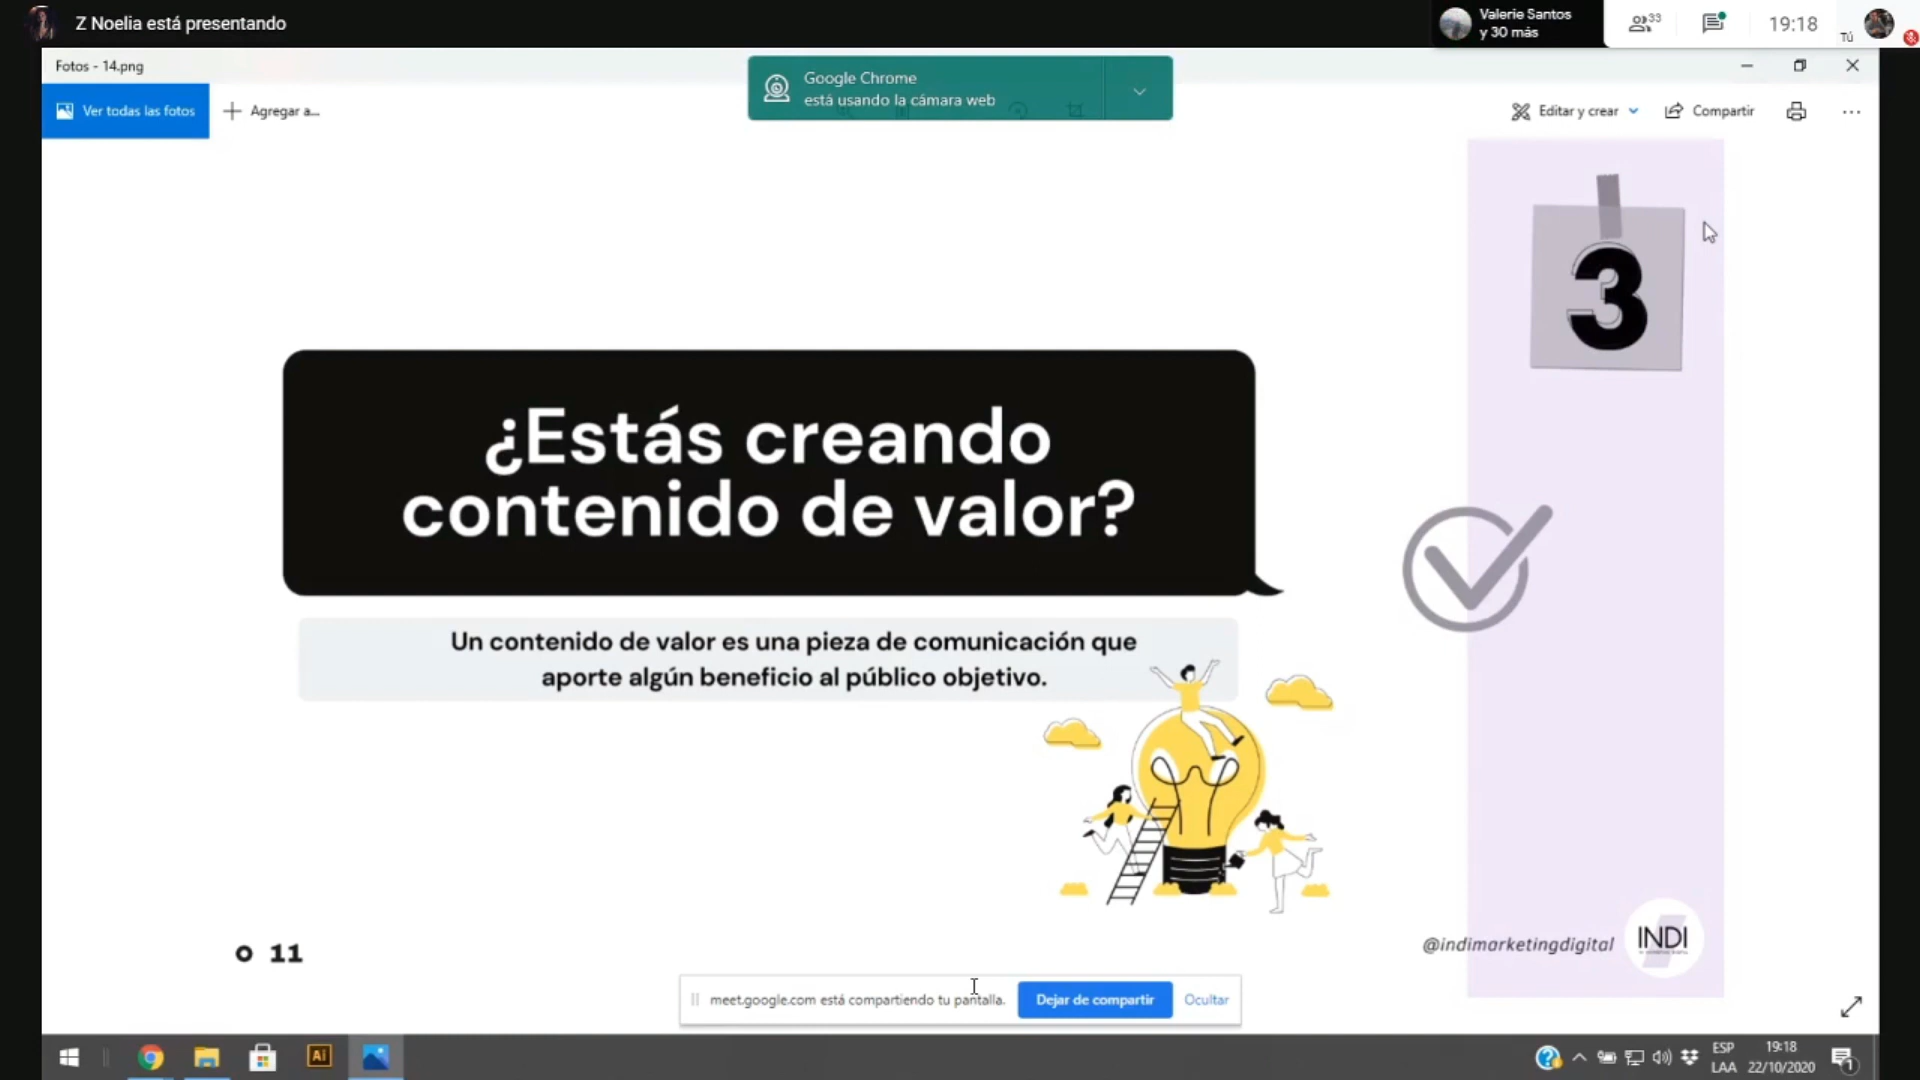 Z Noelia está presentando
Valerie Santos
y 30 más
33
19:18
Tú
Fotos - 14.png
Google Chrome
está usando la cámara web
Ver todas las fotos
Agregar a...
Editar y crear
Compartir
3
¿Estás creando
contenido de valor?
Un contenido de valor es una pieza de comunicación que
aporte algún beneficio al público objetivo.
11
@indimarketingdigital
INDI
meet.google.com está compartiendo tu pantalla.
Dejar de compartir
Ocultar
Ai
ESP
LAA
19:18
22/10/2020
1